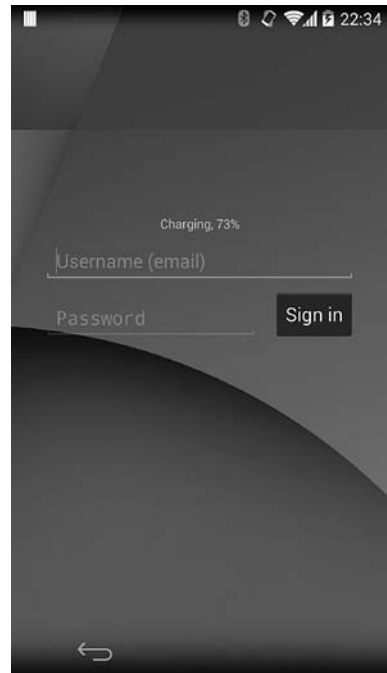 22:34
Charging, 73%
Username (email)
Password
Sign in